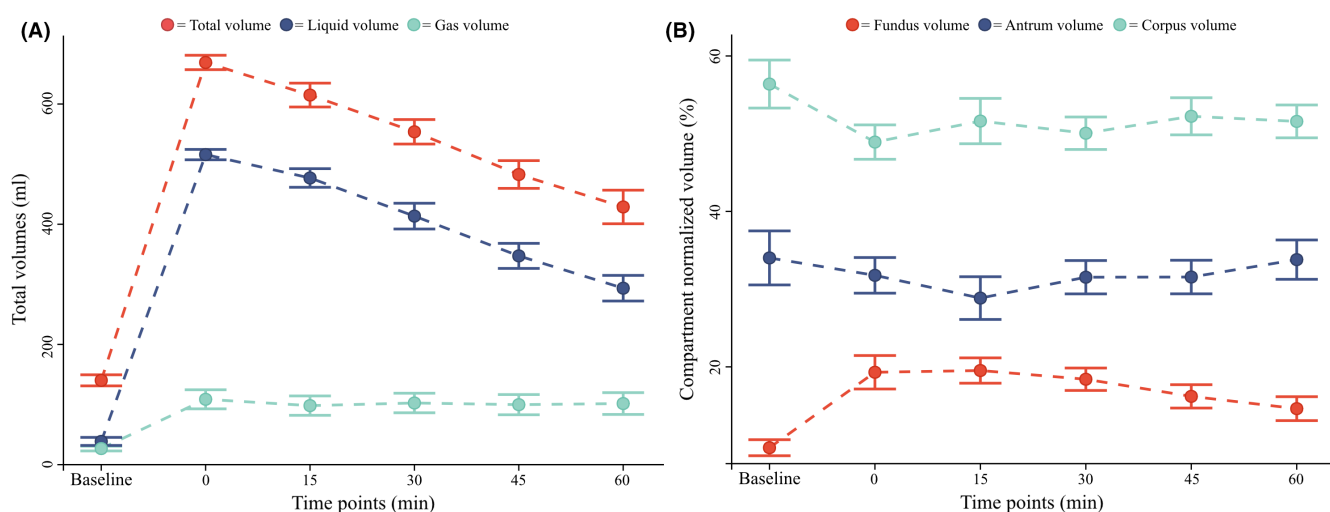 (A)
= Total volume = Liquid volume = Gas volume
Total volumes (ml)
600
400
200
0
Baseline 0 15 30 45 60
Time points (min)
(B)
= Fundus volume = Antrum volume = Corpus volume
Compartment normalized volume (%)
60
40
20
Baseline 0 15 30 45 60
Time points (min)